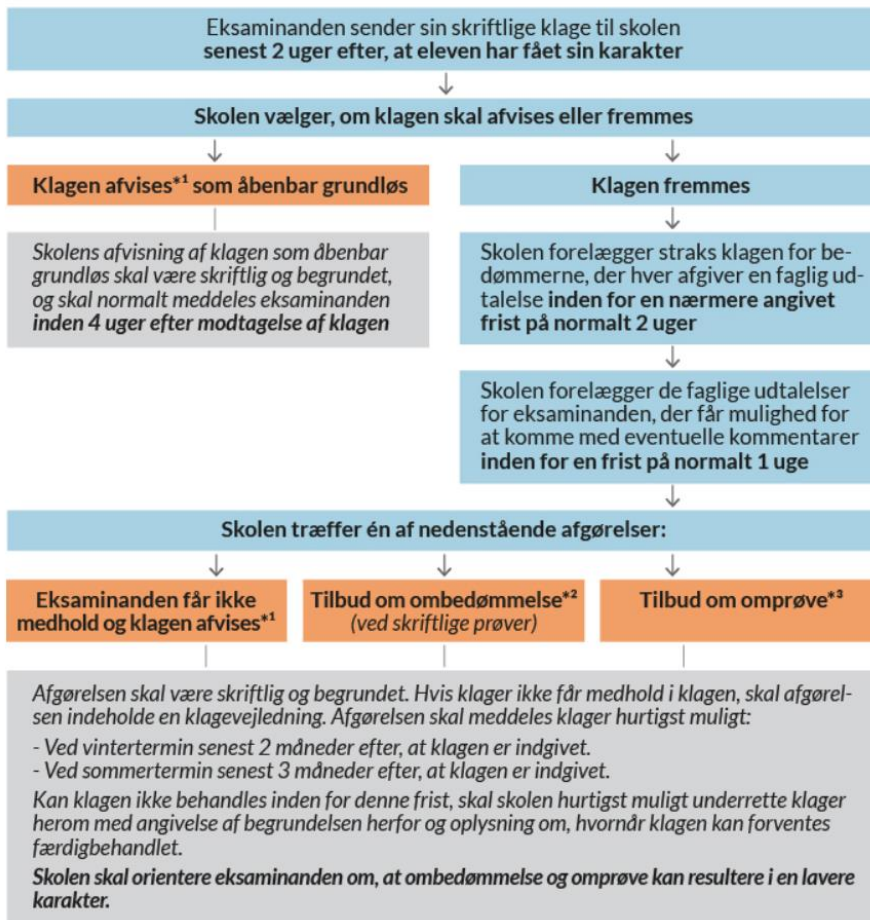 Eksaminanden sender sin skriftlige klage til skolen
senest 2 uger efter, at eleven har fået sin karakter
Skolen vælger, om klagen skal afvises eller fremmes
Klagen afvises*¹ som åbenbar grundløs
Skolens afvisning af klagen som åbenbar
grundløs skal være skriftlig og begrundet,
og skal normalt meddeles eksaminanden
inden 4 uger efter modtagelse af klagen
Klagen fremmes
Skolen forelægger straks klagen for be-
dømmerne, der hver afgiver en faglig ud-
talelse inden for en nærmere angivet
frist på normalt 2 uger
Skolen forelægger de faglige udtalelser
for eksaminanden, der får mulighed for
at komme med eventuelle kommentarer
inden for en frist på normalt 1 uge
Skolen træffer én af nedenstående afgørelser:
Eksaminanden får ikke
medhold og klagen afvises*¹
Tilbud om ombedømmelse*²
(ved skriftlige prøver)
Tilbud om omprøve*³
Afgørelsen skal være skriftlig og begrundet. Hvis klager ikke får medhold i klagen, skal afgørel-
sen indeholde en klagevejledning. Afgørelsen skal meddeles klager hurtigst muligt:
- Ved vintertermin senest 2 måneder efter, at klagen er indgivet.
- Ved sommertermin senest 3 måneder efter, at klagen er indgivet.
Kan klagen ikke behandles inden for denne frist, skal skolen hurtigst muligt underrette klager
herom med angivelse af begrundelsen herfor og oplysning om, hvornår klagen kan forventes
færdigbehandlet.
Skolen skal orientere eksaminanden om, at ombedømmelse og omprøve kan resultere i en lavere
karakter.